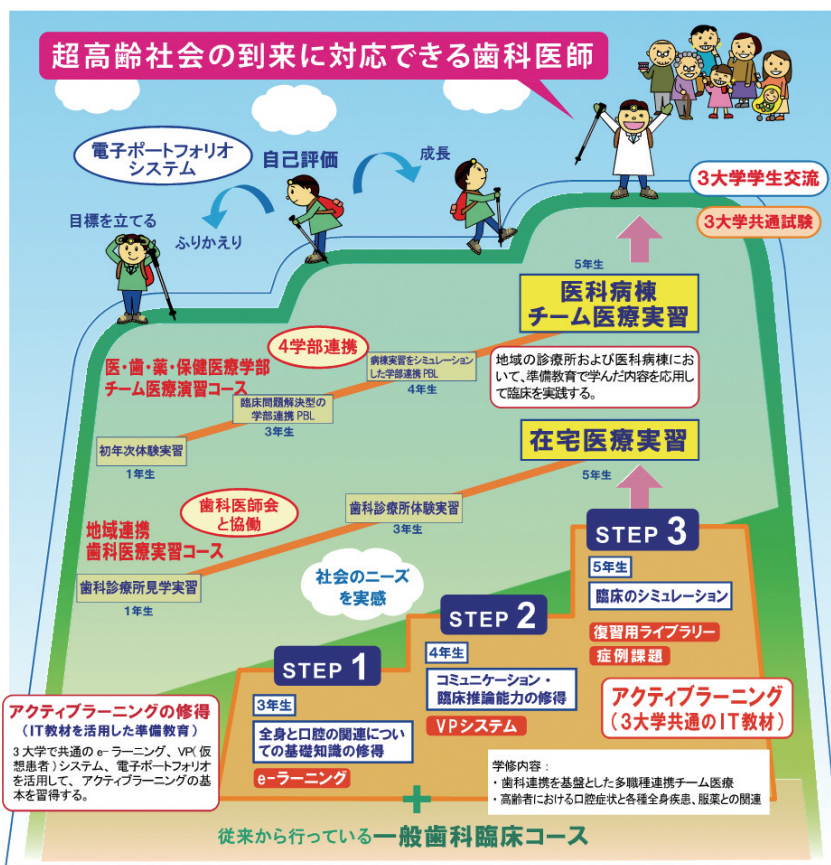 超高齢社会の到来に対応できる歯科医師
電子ポートフォリオ
システム
自己評価
成長
目標を立てる
ふりかえり
3大学学生交流
3大学共通試験
5年生
医科病棟
チーム医療実習
4学部連携
病棟実習をシミュレーション
した学部連携PBL
4年生
地域の診療所および医科病棟にお
いて、準備教育で学んだ内容を応用し
て臨床を実践する。
医・歯・薬・保健医療学部
チーム医療演習コース
臨床問題解決型の
学部連携PBL
3年生
初年次体験実習
1年生
在宅医療実習
5年生
歯科医師会
と協働
歯科診療所体験実習
3年生
地域連携
歯科医療実習コース
歯科診療所見学実習
1年生
社会のニーズ
を実感
STEP 3
5年生
臨床のシミュレーション
復習用ライブラリー
症例課題
STEP 2
4年生
コミュニケーション・
臨床推論能力の修得
VPシステム
STEP 1
3年生
全身と口腔の関連につい
ての基礎知識の修得
e-ラーニング
アクティブラーニング
(3大学共通のIT教材)
アクティブラーニングの修得
(IT教材を活用した準備教育)
3大学で共通のe-ラーニング、VP(仮
想患者)システム、電子ポートフォリオ
を活用して、アクティブラーニングの基
本を習得する。
学修内容:
・歯科連携を基盤とした多職種連携チーム医療
・高齢者における口腔症状と各種全身疾患、服薬との関連
+
従来から行っている一般歯科臨床コース